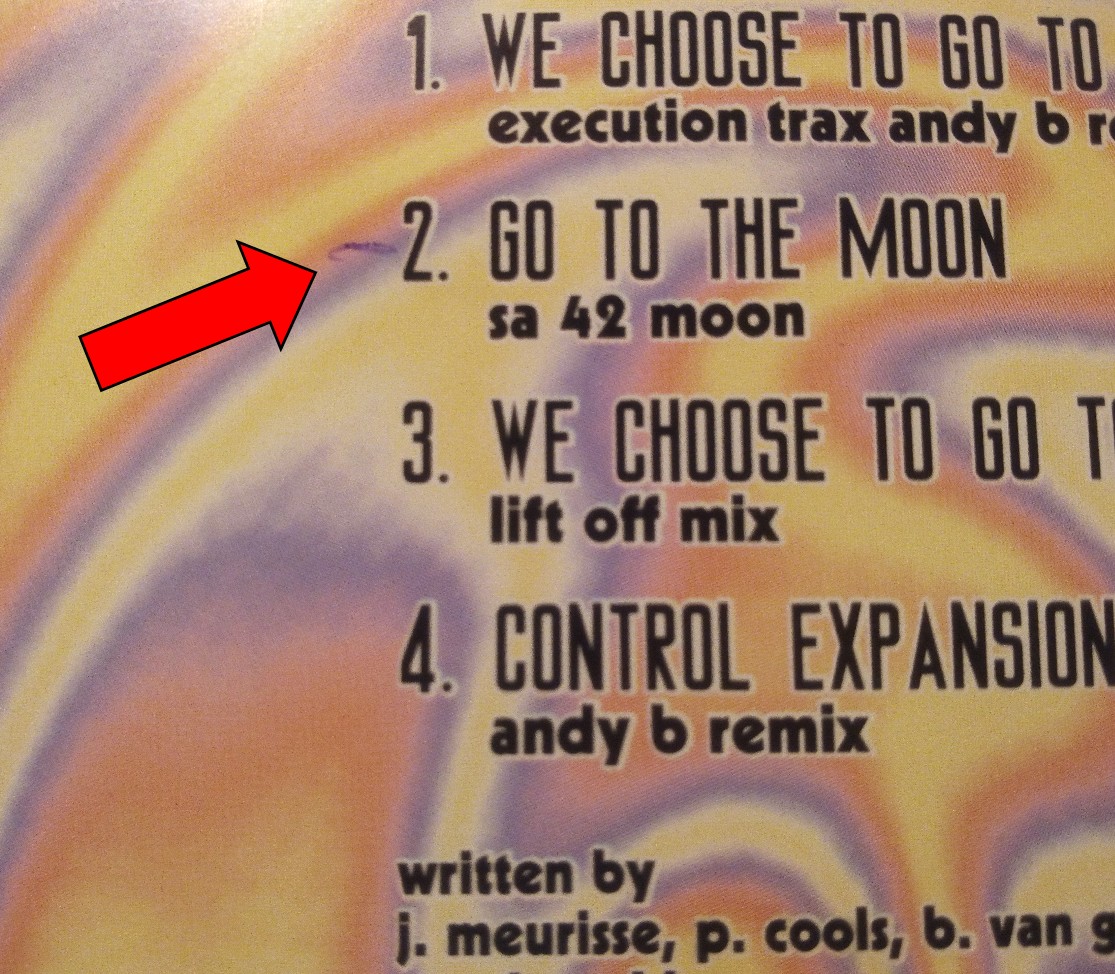 1. WE CHOOSE TO GO TO
execution trax andy b
2. GO TO THE MOON
sa 42 moon
3. WE CHOOSE TO GO
lift off mix
4. CONTROL EXPANSION
andy b remix
written by
j. meurisse, p. cools, b. van